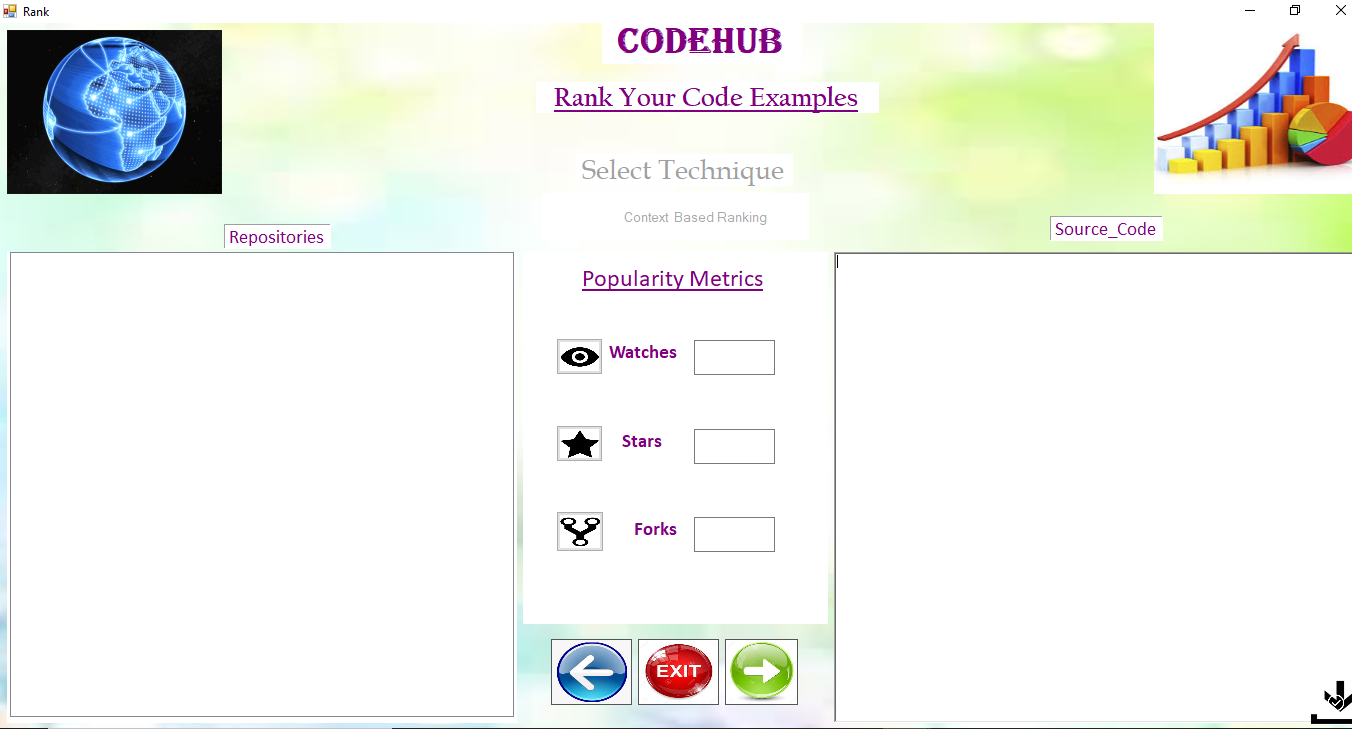 Rank
CODEHUB
Rank Your Code Examples
Select Technique
Context Based Ranking
Repositories
Source_Code
Popularity Metrics
Watches
Stars
Forks
EXIT